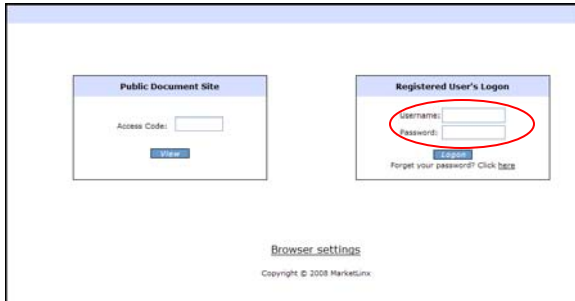 Public Document Site
Access Code:
View
Registered User's Logon
Username:
Password:
Logon
Forget your password? Click here
Browser settings
Copyright © 2008 MarketLinx